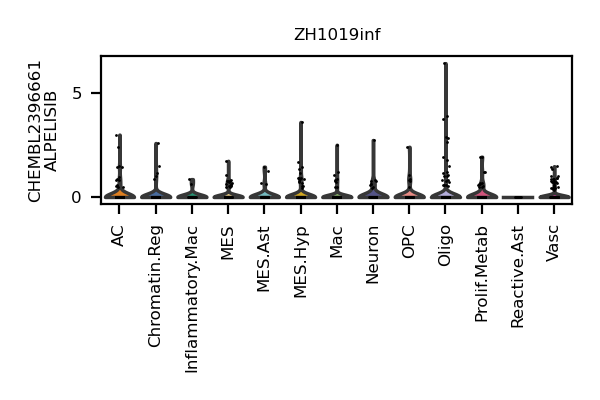 ZH1019inf
CHEMBL2396661
ALPELISIB
5
0
AC
Chromatin.Reg
Inflammatory.Mac
MES
MES.Ast
MES.Hyp
Mac
Neuron
OPC
Oligo
Prolif.Metab
Reactive.Ast
Vasc